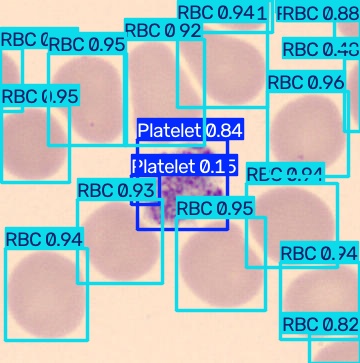 RBC 0.941
RBC 0.88
RBC 0.92
RBC
RBC 0.95
RBC 0.40
RBC 0.96
RBC 0.95
Platelet 0.84
Platelet 0.15
RBC 0.94
RBC 0.93
RBC 0.95
RBC 0.94
RBC 0.94
RBC 0.82